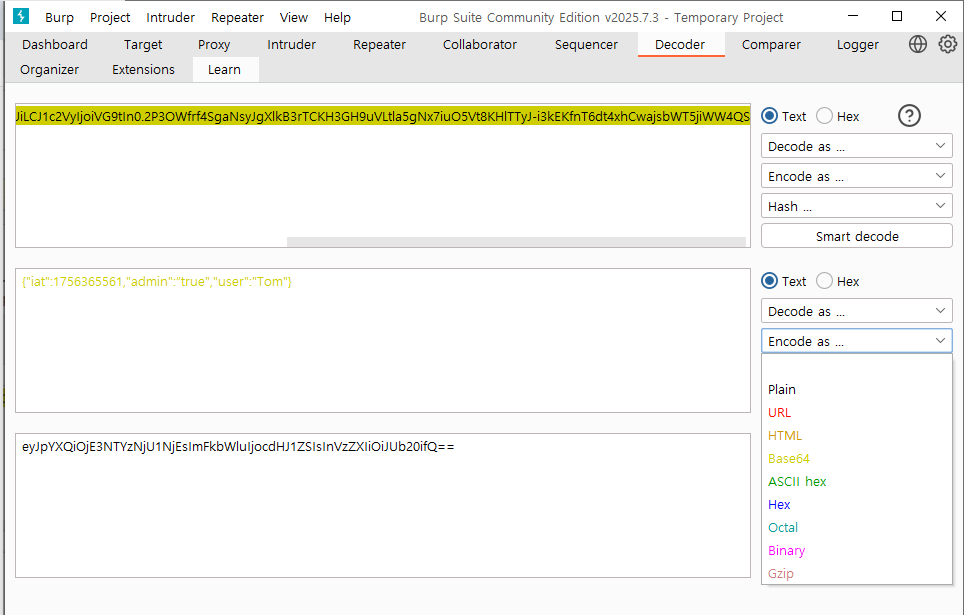 Burp Project Intruder Repeater View Help Burp Suite Community Edition v2025.7.3 - Temporary Project
Dashboard Target Proxy Intruder Repeater Collaborator Sequencer Decoder Comparer Logger
Organizer Extensions Learn
JiLCJ1c2VyIjoiVG9tIn0.2P3OWfrf4SgaNsyJgXlkB3rTCKH3GH9uVLtla5gNx7iuO5Vt8KHlTTyJ-i3kEKfnT6dt4xhCwajsbWT5jiWW4QS
Text Hex ?
Decode as ...
Encode as ...
Hash ...
Smart decode
{"iat":1756365561,"admin":"true","user":"Tom"}
Text Hex
Decode as ...
Encode as ...
Plain
URL
HTML
Base64
ASCII hex
Hex
Octal
Binary
Gzip
eyJpYXQiOjE3NTYzNjU1NjEsImFkbWluIjocdHJ1ZSIsInVzZXIiOiJUb20ifQ==